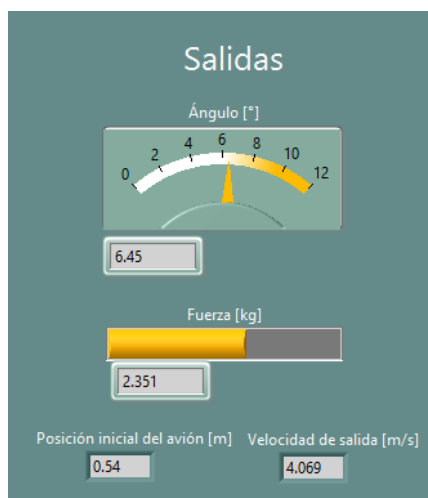 Salidas
Ángulo [°]
0 2 4 6 8 10 12
6.45
Fuerza [kg]
2.351
Posición inicial del avión [m] Velocidad de salida [m/s]
0.54 4.069